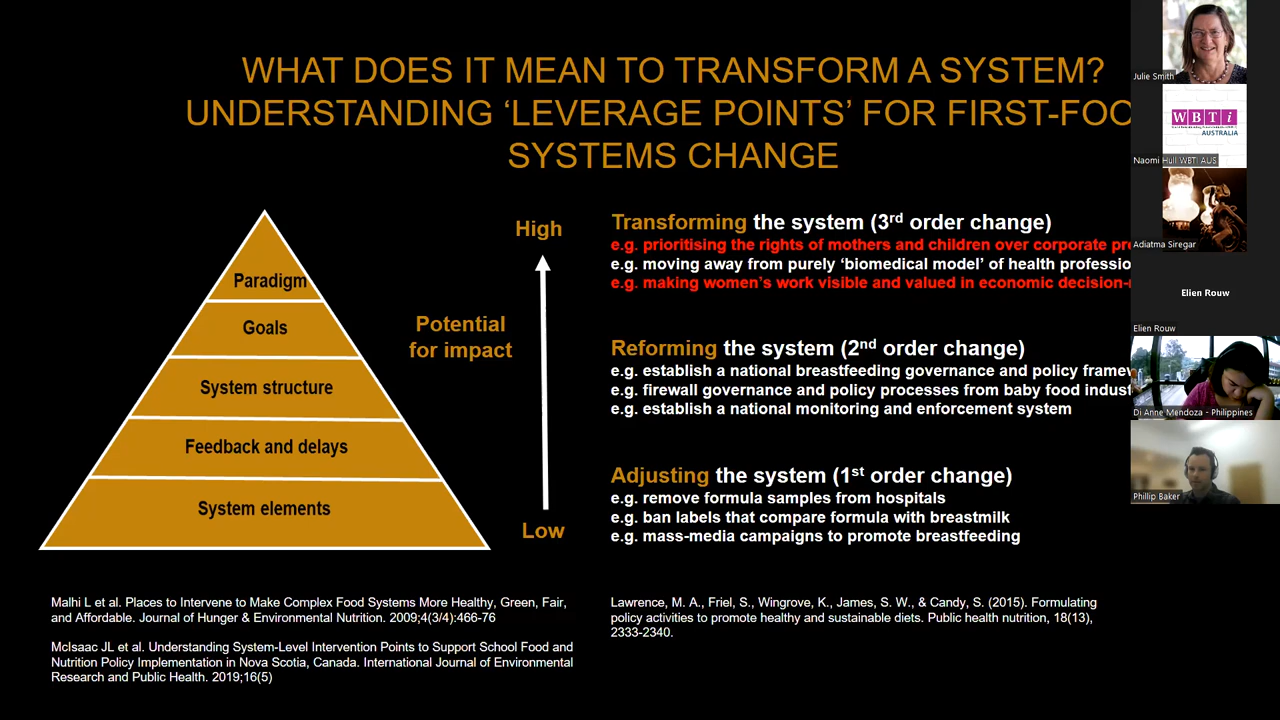 WHAT DOES IT MEAN TO TRANSFORM A SYSTEM?
UNDERSTANDING ‘LEVERAGE POINTS’ FOR FIRST-FOO
SYSTEMS CHANGE
Paradigm
Goals
System structure
Feedback and delays
System elements
High
Potential
for impact
Low
Transforming the system (3rd order change)
e.g. prioritising the rights of mothers and children over corporate pr
e.g. moving away from purely ‘biomedical model’ of health professio
e.g. making women’s work visible and valued in economic decision-
Reforming the system (2nd order change)
e.g. establish a national breastfeeding governance and policy
e.g. firewall governance and policy processes from baby food indust
e.g. establish a national monitoring and enforcement system
Adjusting the system (1st order change)
e.g. remove formula samples from hospitals
e.g. ban labels that compare formula with breastmilk
e.g. mass-media campaigns to promote breastfeeding
Malhi L et al. Places to Intervene to Make Complex Food Systems More Healthy, Green, Fair,
and Affordable. Journal of Hunger & Environmental Nutrition. 2009;4(3/4):466-76
McIsaac JL et al. Understanding System-Level Intervention Points to Support School Food and
Nutrition Policy Implementation in Nova Scotia, Canada. International Journal of Environmental
Research and Public Health. 2019;16(5)
Lawrence, M. A., Friel, S., Wingrove, K., James, S. W., & Candy, S. (2015). Formulating
policy activities to promote healthy and sustainable diets. Public health nutrition, 18(13),
2333-2340.
Julie Smith
WBTi
AUSTRALIA
Naomi Hull WBTI AUS
Adiatma Siregar
Elien Rouw
Elien Rouw
Di Anne Mendoza - Philippines
Phillip Baker